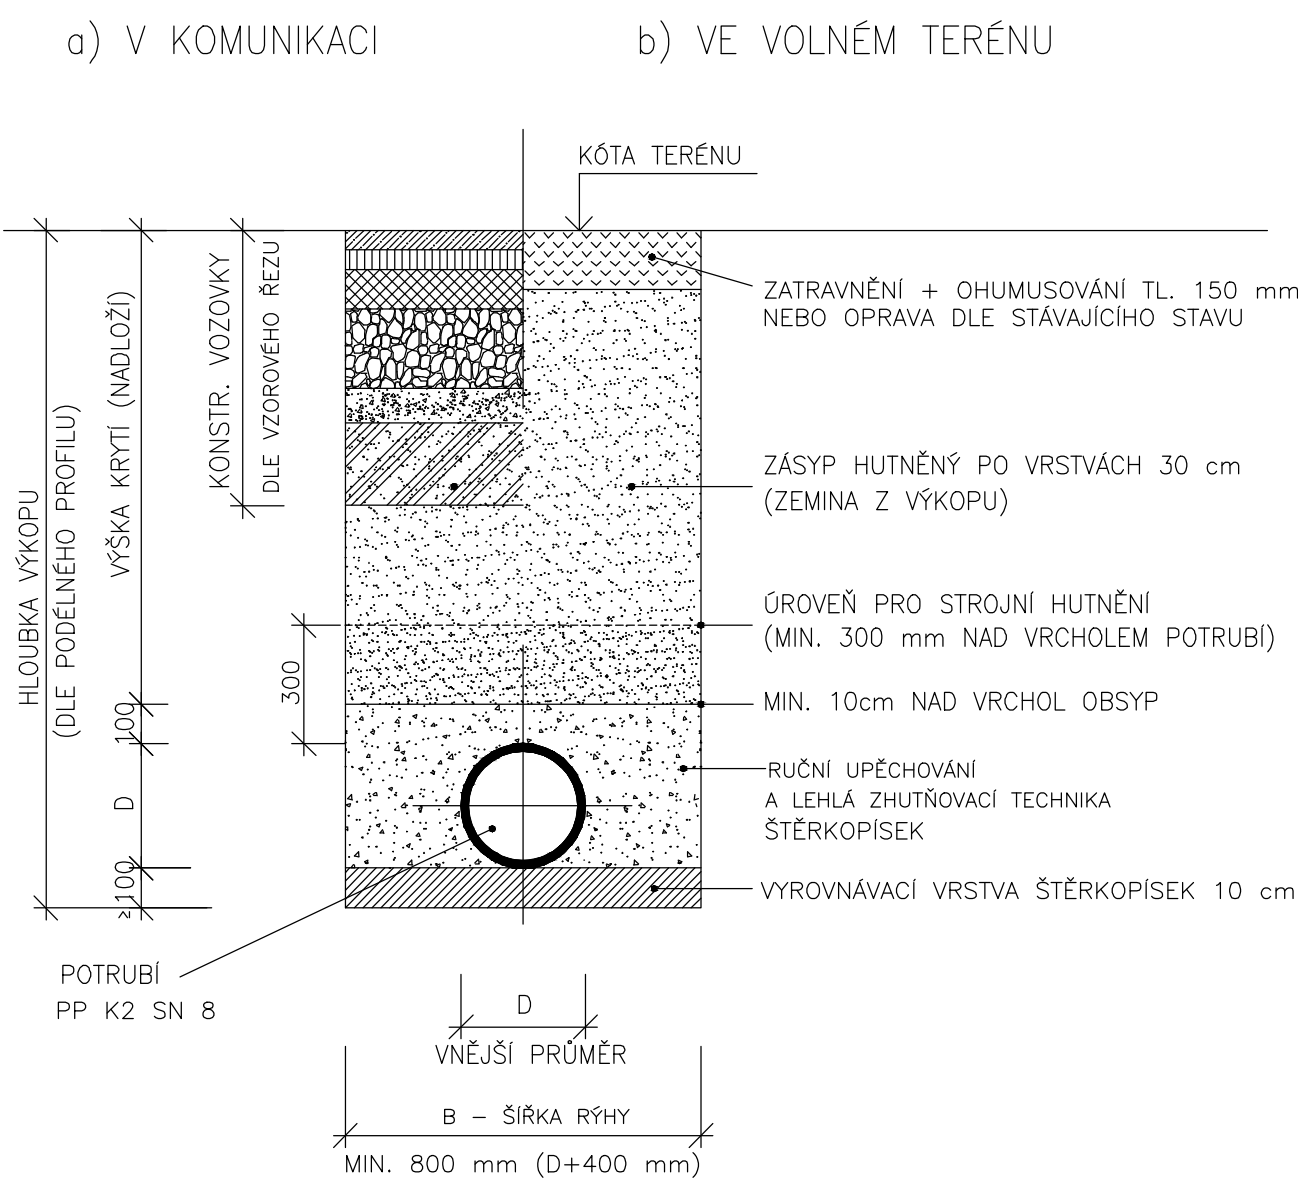 a) V KOMUNIKACI
b) VE VOLNÉM TERÉNU
KÓTA TERÉNU
ZATRAVNĚNÍ + OHUMUSOVÁNÍ TL. 150 mm
NEBO OPRAVA DLE STÁVAJÍCÍHO STAVU
ZÁSYP HUTNĚNÝ PO VRSTVÁCH 30 cm
(ZEMINA Z VÝKOPU)
ÚROVEŇ PRO STROJNÍ HUTNĚNÍ
(MIN. 300 mm NAD VRCHOLEM POTRUBÍ)
MIN. 10cm NAD VRCHOL OBSYP
RUČNÍ UPĚCHOVÁNÍ
A LEHLÁ ZHUTŇOVACÍ TECHNIKA
ŠTĚRKOPÍSEK
VYROVNÁVACÍ VRSTVA ŠTĚRKOPÍSEK 10 cm
HLOUBKA VÝKOPU
(DLE PODÉLNÉHO PROFILU)
VÝŠKA KRYTÍ (NADLOŽÍ)
KONSTR. VOZOVKY
DLE VZOROVÉHO ŘEZU
300
100
D
≥100
POTRUBÍ
PP K2 SN 8
D
VNĚJŠÍ PRŮMĚR
B – ŠÍŘKA RÝHY
MIN. 800 mm (D+400 mm)